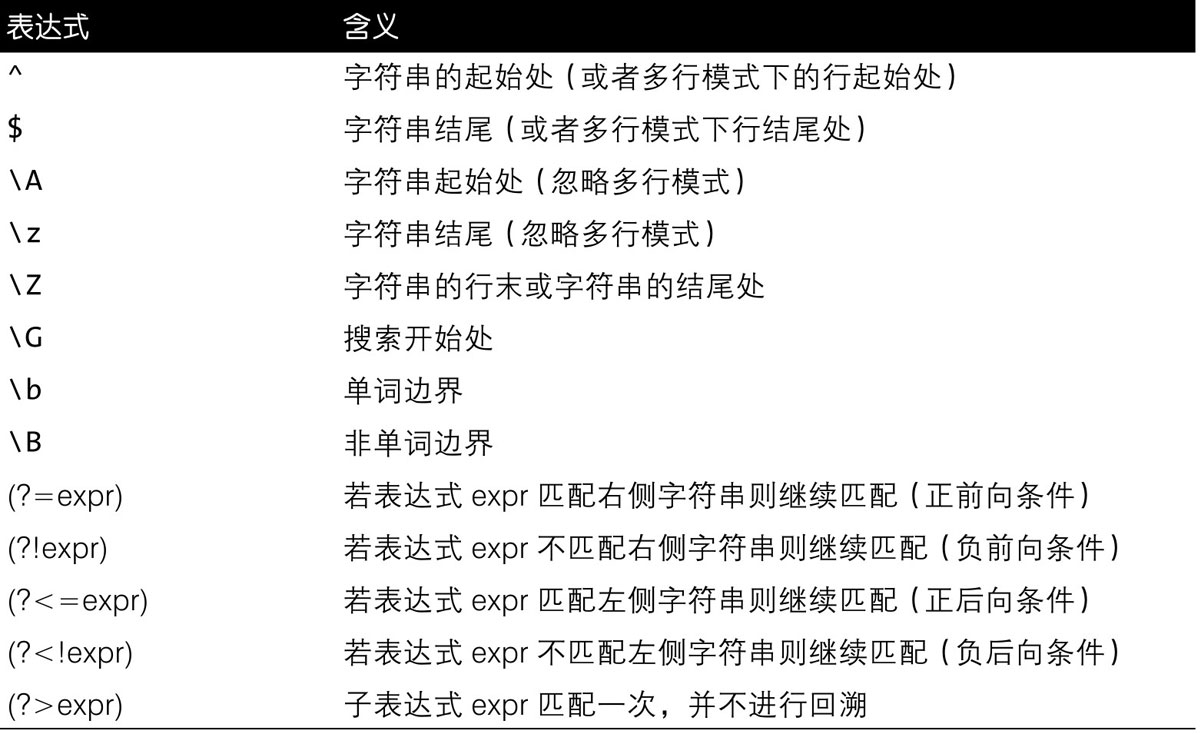 表达式 含义
^ 字符串的起始处（或者多行模式下的行起始处）
$ 字符串结尾（或者多行模式下行结尾处）
\A 字符串起始处（忽略多行模式）
\z 字符串结尾（忽略多行模式）
\Z 字符串的行末或字符串的结尾处
\G 搜索开始处
\b 单词边界
\B 非单词边界
(?=expr) 若表达式 expr 匹配右侧字符串则继续匹配（正前向条件）
(?!expr) 若表达式 expr 不匹配右侧字符串则继续匹配（负前向条件）
(?<=expr) 若表达式 expr 匹配左侧字符串则继续匹配（正后向条件）
(?<!expr) 若表达式 expr 不匹配左侧字符串则继续匹配（负后向条件）
(?>expr) 子表达式 expr 匹配一次，并不进行回溯